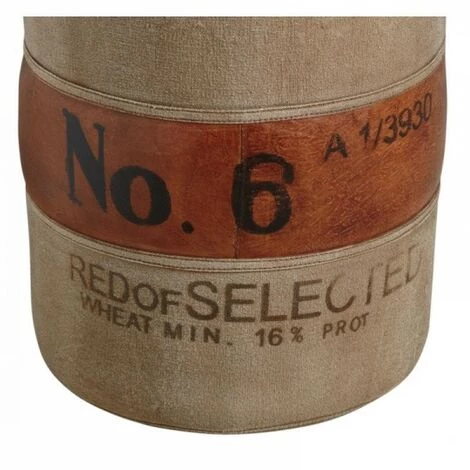 No. 6 A 1/3930
REDOFSELECTED
WHEAT MIN. 16% PROT